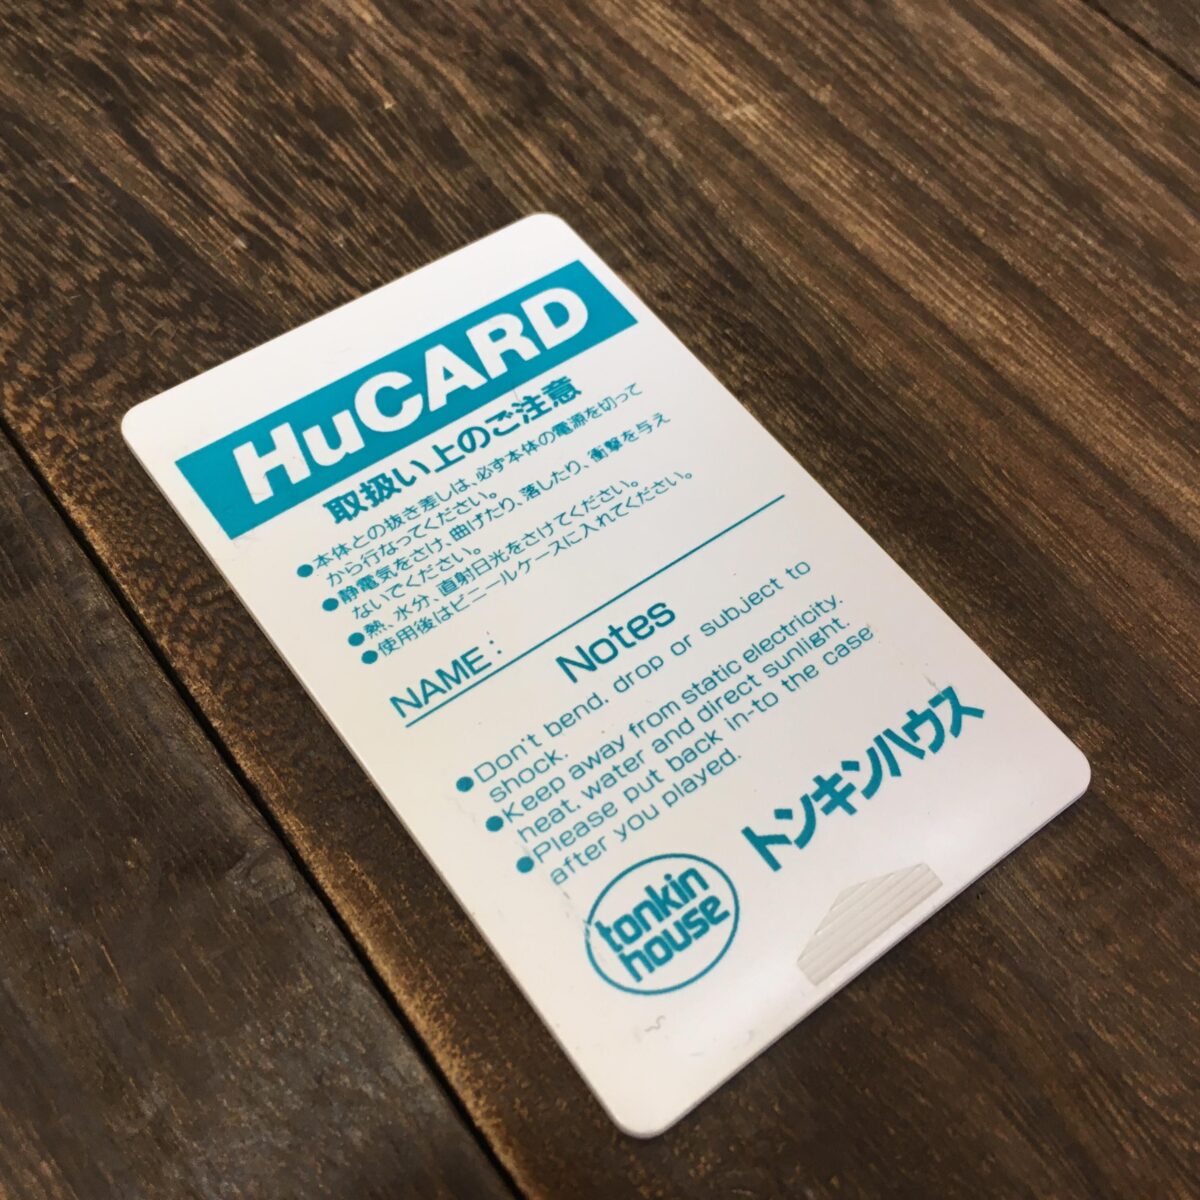 HuCARD
取扱い上のご注意
●本体との抜き差しは、必ず本体の電源を切って
から行なってください。
●静電気をさけ、曲げたり、落したり、衝撃を与え
ないでください。
●熱、水分、直射日光をさけてください。
●使用後はビニールケースに入れてください。
NAME:
Notes
●Don't bend, drop or subject to
shock.
●Keep away from static electricity,
heat, water and direct sunlight.
●Please put back in-to the case
after you played.
tonkin
house
トンキンハウス